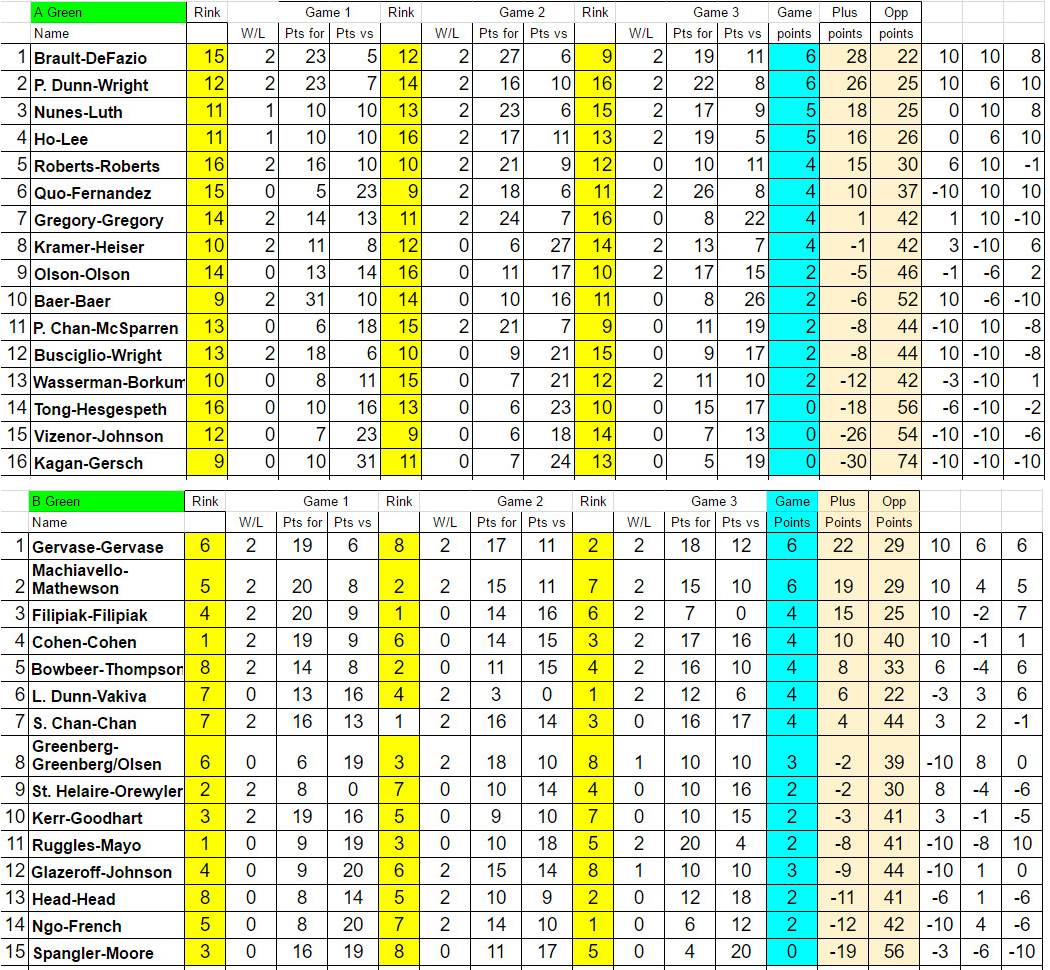 A Green Rink Game 1 Rink Game 2 Rink Game 3 Game Plus Opp
Name W/L Pts for Pts vs W/L Pts for Pts vs W/L Pts for Pts vs points points points
1 Brault-DeFazio 15 2 23 5 12 2 27 6 9 2 19 11 6 28 22 10 10 8
2 P. Dunn-Wright 12 2 23 7 14 2 16 10 16 2 22 8 6 26 25 10 6 10
3 Nunes-Luth 11 1 10 10 13 2 23 6 15 2 17 9 5 18 25 0 10 8
4 Ho-Lee 11 1 10 10 16 2 17 11 13 2 19 5 5 16 26 0 6 10
5 Roberts-Roberts 16 2 16 10 10 2 21 9 12 0 10 11 4 15 30 6 10 -1
6 Quo-Fernandez 15 0 5 23 9 2 18 6 11 2 26 8 4 10 37 -10 10 10
7 Gregory-Gregory 14 2 14 13 11 2 24 7 16 0 8 22 4 1 42 1 10 -10
8 Kramer-Heiser 10 2 11 8 12 0 6 27 14 2 13 7 4 -1 42 3 -10 6
9 Olson-Olson 14 0 13 14 16 0 11 17 10 2 17 15 2 -5 46 -1 -6 2
10 Baer-Baer 9 2 31 10 14 0 10 16 11 0 8 26 2 -6 52 10 -6 -10
11 P. Chan-McSparren 13 0 6 18 15 2 21 7 9 0 11 19 2 -8 44 -10 10 -8
12 Busciglio-Wright 13 2 18 6 10 0 9 21 15 0 9 17 2 -8 44 10 -10 -8
13 Wasserman-Borkum 10 0 8 11 15 0 7 21 12 2 11 10 2 -12 42 -3 -10 1
14 Tong-Hesgespeth 16 0 10 16 13 0 6 23 10 0 15 17 0 -18 56 -6 -10 -2
15 Vizenor-Johnson 12 0 7 23 9 0 6 18 14 0 7 13 0 -26 54 -10 -10 -6
16 Kagan-Gersch 9 0 10 31 11 0 7 24 13 0 5 19 0 -30 74 -10 -10 -10
B Green Rink Game 1 Rink Game 2 Rink Game 3 Game Plus Opp
Name W/L Pts for Pts vs W/L Pts for Pts vs W/L Pts for Pts vs Points Points Points
1 Gervase-Gervase 6 2 19 6 8 2 17 11 2 2 18 12 6 22 29 10 6 6
Machiavello-
2 Mathewson 5 2 20 8 2 2 15 11 7 2 15 10 6 19 29 10 4 5
3 Filipiak-Filipiak 4 2 20 9 1 0 14 16 6 2 7 0 4 15 25 10 -2 7
4 Cohen-Cohen 1 2 19 9 6 0 14 15 3 2 17 16 4 10 40 10 -1 1
5 Bowbeer-Thompson 8 2 14 8 2 0 11 15 4 2 16 10 4 8 33 6 -4 6
6 L. Dunn-Vakiva 7 0 13 16 4 2 3 0 1 2 12 6 4 6 22 -3 3 6
7 S. Chan-Chan 7 2 16 13 1 2 16 14 3 0 16 17 4 4 44 3 2 -1
Greenberg-
8 Greenberg/Olsen 6 0 6 19 3 2 18 10 8 1 10 10 3 -2 39 -10 8 0
9 St. Helaire-Orewyler 2 2 8 0 7 0 10 14 4 0 10 16 2 -2 30 8 -4 -6
10 Kerr-Goodhart 3 2 19 16 5 0 9 10 7 0 10 15 2 -3 41 3 -1 -5
11 Ruggles-Mayo 1 0 9 19 3 0 10 18 5 2 20 4 2 -8 41 -10 -8 10
12 Glazeroff-Johnson 4 0 9 20 6 2 15 14 8 1 10 10 3 -9 44 -10 1 0
13 Head-Head 8 0 8 14 5 2 10 9 2 0 12 18 2 -11 41 -6 1 -6
14 Ngo-French 5 0 8 20 7 2 14 10 1 0 6 12 2 -12 42 -10 4 -6
15 Spangler-Moore 3 0 16 19 8 0 11 17 5 0 4 20 0 -19 56 -3 -6 -10